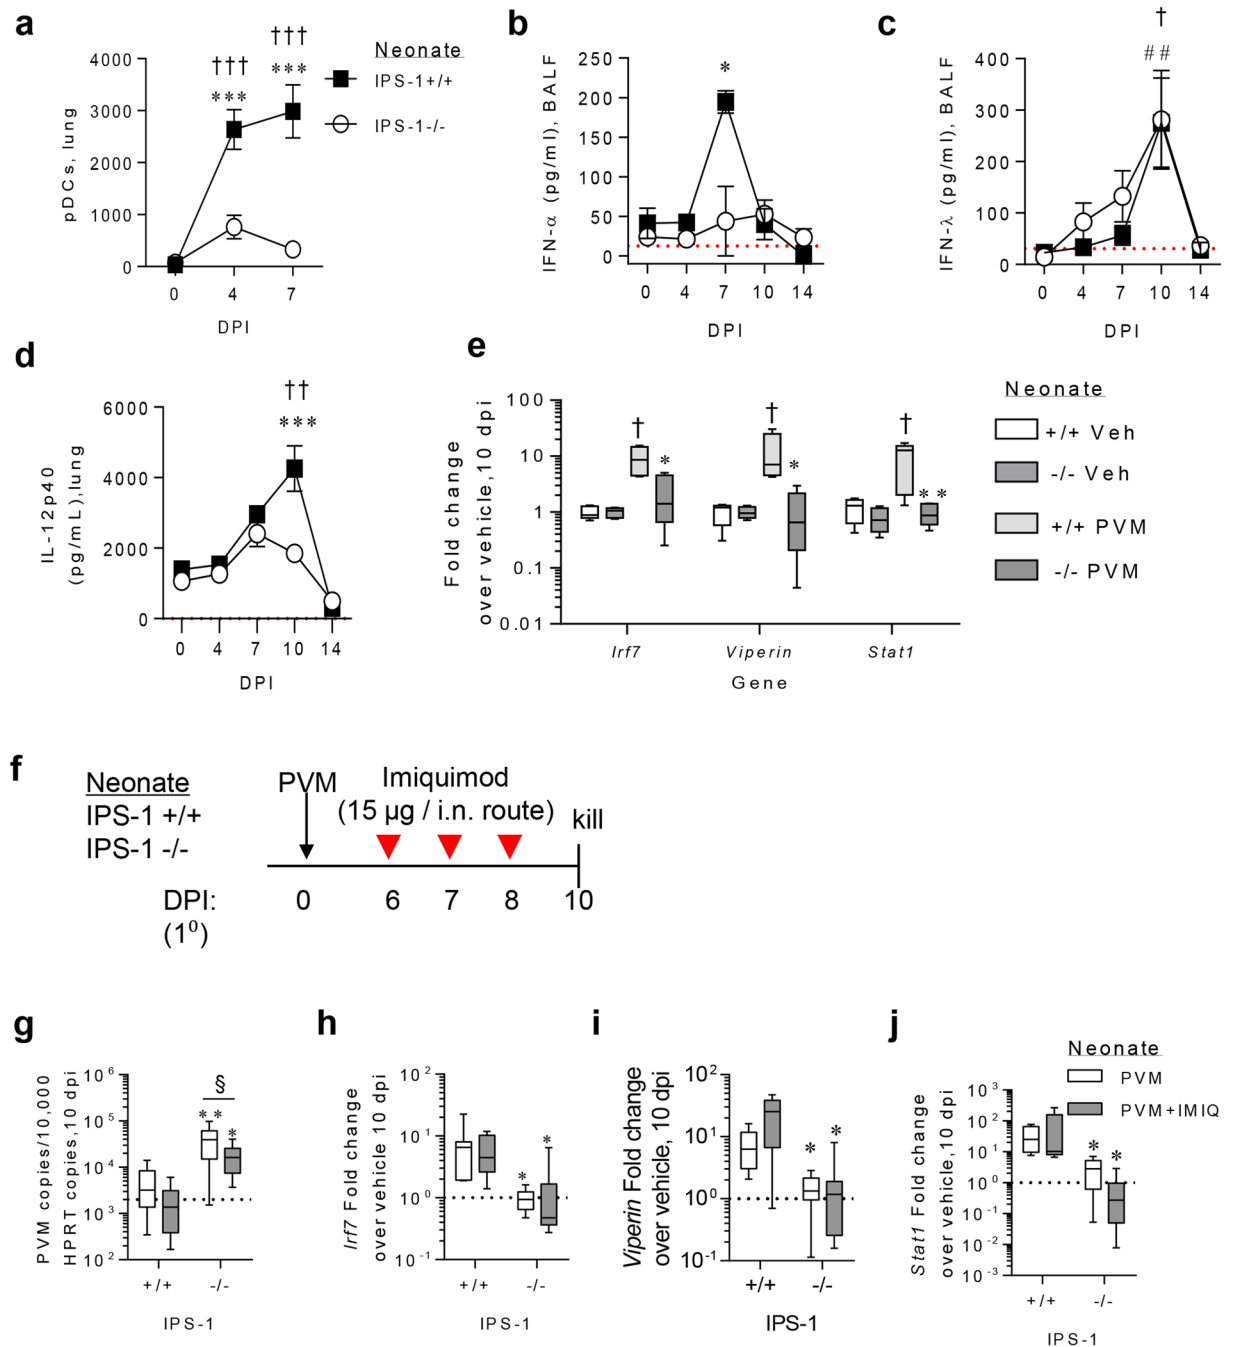 a
pDCs, lung
4000
3000
2000
1000
0
†††
***
†††
***
0 4 7
DPI
Neonate
IPS-1+/+
IPS-1-/-
b
IFN-α (pg/ml), BALF
250
200
150
100
50
0
*
0 4 7 10 14
DPI
c
IFN-λ (pg/ml), BALF
400
300
200
100
0
†
##
0 4 7 10 14
DPI
d
IL-12p40
(pg/mL),lung
6000
4000
2000
0
††
***
0 4 7 10 14
DPI
e
Fold change
over vehicle,10 dpi
100
10
1
0.1
0.01
†
*
†
*
†
**
Irf7 Viperin Stat1
Gene
Neonate
+/+ Veh
-/- Veh
+/+ PVM
-/- PVM
f
Neonate
IPS-1 +/+
IPS-1 -/-
PVM
Imiquimod
(15 µg / i.n. route)
kill
DPI: 0 6 7 8 10
(1⁰)
g
PVM copies/10,000
HPRT copies,10 dpi
10⁶
10⁵
10⁴
10³
10²
§
**
*
+/+ -/-
IPS-1
h
Irf7 Fold change
over vehicle 10 dpi
10²
10¹
10⁰
10⁻¹
*
*
+/+ -/-
IPS-1
i
Viperin Fold change
over vehicle, 10 dpi
10²
10¹
10⁰
10⁻¹
*
*
+/+ -/-
IPS-1
j
Stat1 Fold change
over vehicle,10 dpi
10³
10²
10¹
10⁰
10⁻¹
10⁻²
10⁻³
*
*
+/+ -/-
IPS-1
Neonate
PVM
PVM+IMIQ